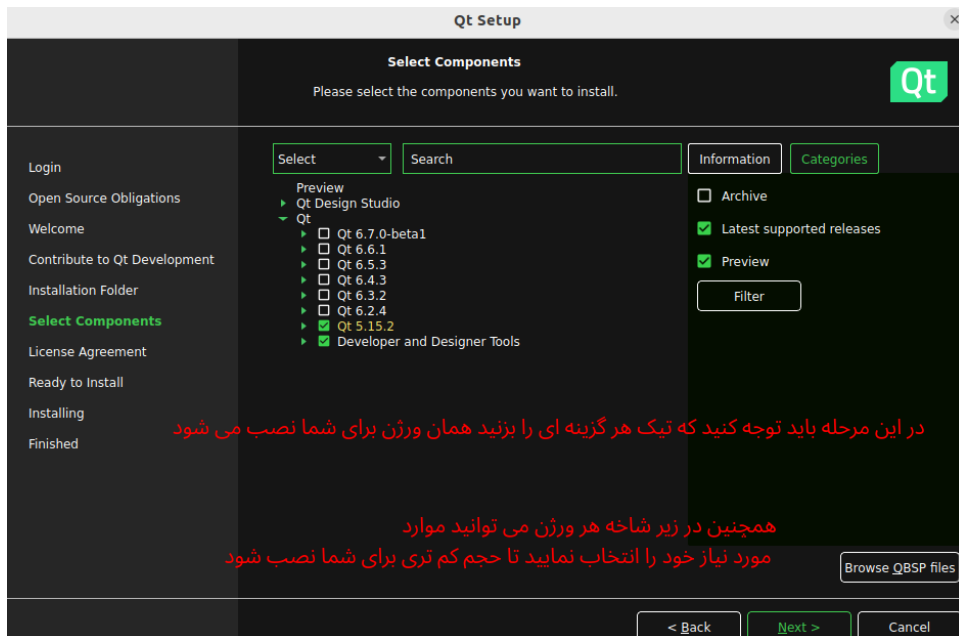 Qt Setup
Select Components
Please select the components you want to install.
Qt
Login
Open Source Obligations
Welcome
Contribute to Qt Development
Installation Folder
Select Components
License Agreement
Ready to Install
Installing
Finished
Select
Search
Preview
Qt Design Studio
Qt
Qt 6.7.0-beta1
Qt 6.6.1
Qt 6.5.3
Qt 6.4.3
Qt 6.3.2
Qt 6.2.4
Qt 5.15.2
Developer and Designer Tools
Information
Categories
Archive
Latest supported releases
Preview
Filter
در این مرحله باید توجه کنید که تیک هر گزینه ای را بزنید همان ورژن برای شما نصب می شود
همچنین در زیر شاخه هر ورژن می توانید موارد
مورد نیاز خود را انتخاب نمایید تا حجم کم تری برای شما نصب شود
Browse QBSP files
< Back
Next >
Cancel